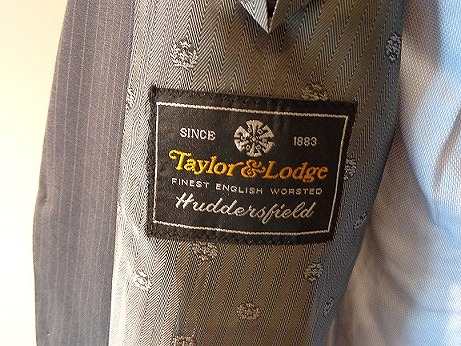 SINCE 1883
Taylor & Lodge
FINEST ENGLISH WORSTED
Huddersfield